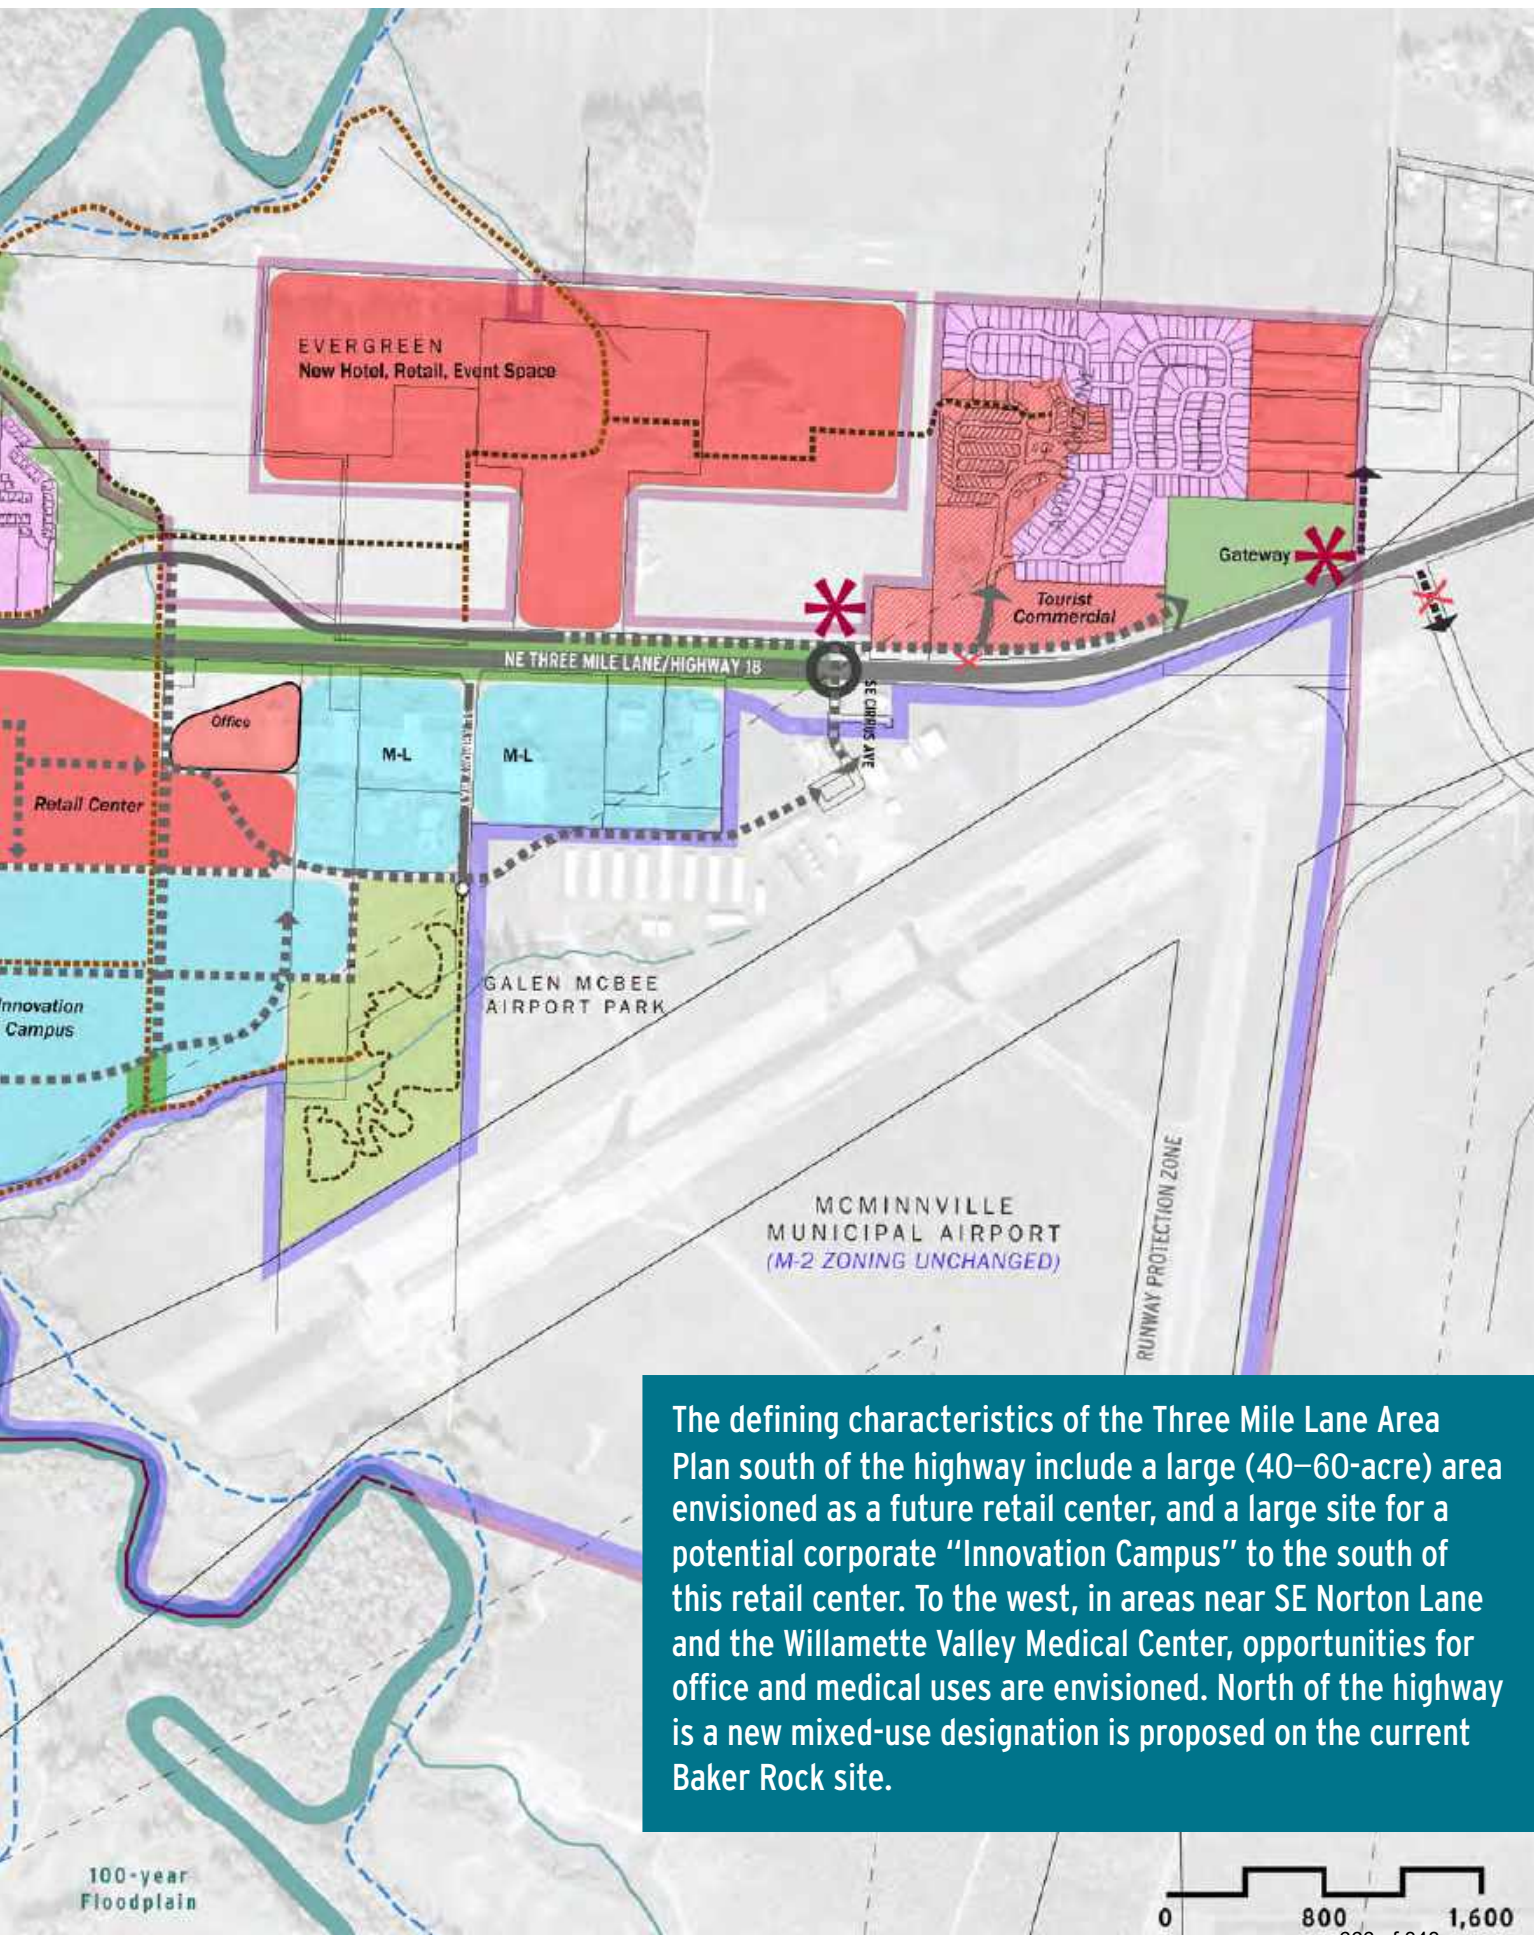 EVERGREEN
New Hotel, Retail, Event Space
Gateway
Tourist
Commercial
NE THREE MILE LANE/HIGHWAY 18
SE CIRRUS AVE
Office
M-L
M-L
Retail Center
GALEN MCBEE
AIRPORT PARK
Innovation
Campus
MCMINNVILLE
MUNICIPAL AIRPORT
(M-2 ZONING UNCHANGED)
RUNWAY PROTECTION ZONE
The defining characteristics of the Three Mile Lane Area
Plan south of the highway include a large (40–60-acre) area
envisioned as a future retail center, and a large site for a
potential corporate “Innovation Campus” to the south of
this retail center. To the west, in areas near SE Norton Lane
and the Willamette Valley Medical Center, opportunities for
office and medical uses are envisioned. North of the highway
is a new mixed-use designation is proposed on the current
Baker Rock site.
100-year
Floodplain
0 800 1,600